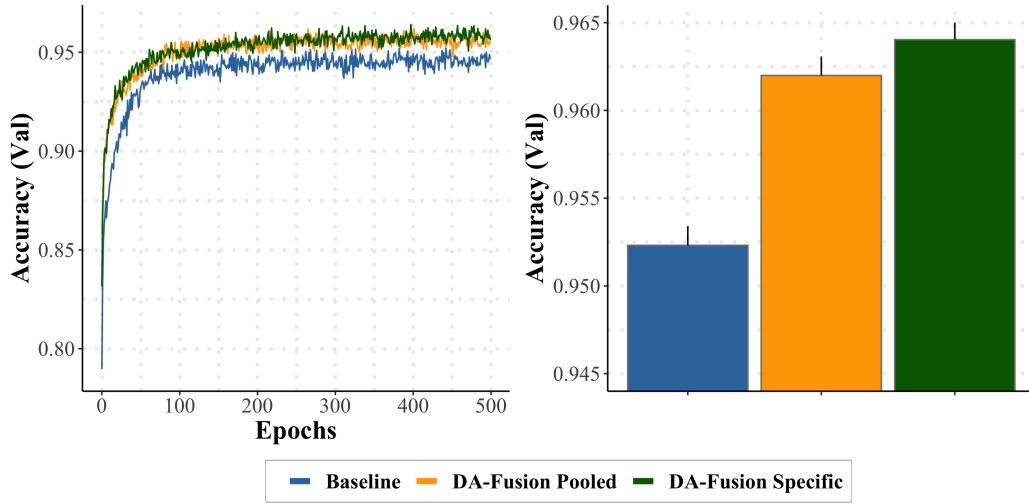 0.95
0.90
0.85
0.80
Accuracy (Val)
0 100 200 300 400 500
Epochs
0.965
0.960
0.955
0.950
0.945
Accuracy (Val)
Baseline DA-Fusion Pooled DA-Fusion Specific